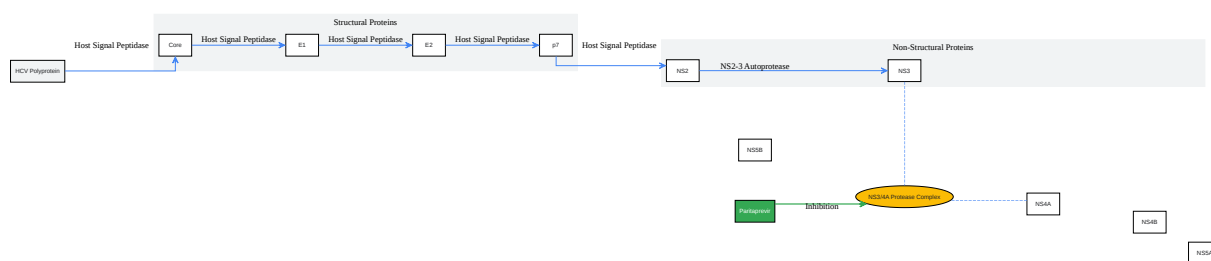 Structural Proteins
Host Signal Peptidase
Core
Host Signal Peptidase
E1
Host Signal Peptidase
E2
Host Signal Peptidase
p7
Host Signal Peptidase
Non-Structural Proteins
HCV Polyprotein
NS2
NS2-3 Autoprotease
NS3
NS5B
NS3/4A Protease Complex
Paritaprevir
Inhibition
NS4A
NS4B
NS5A